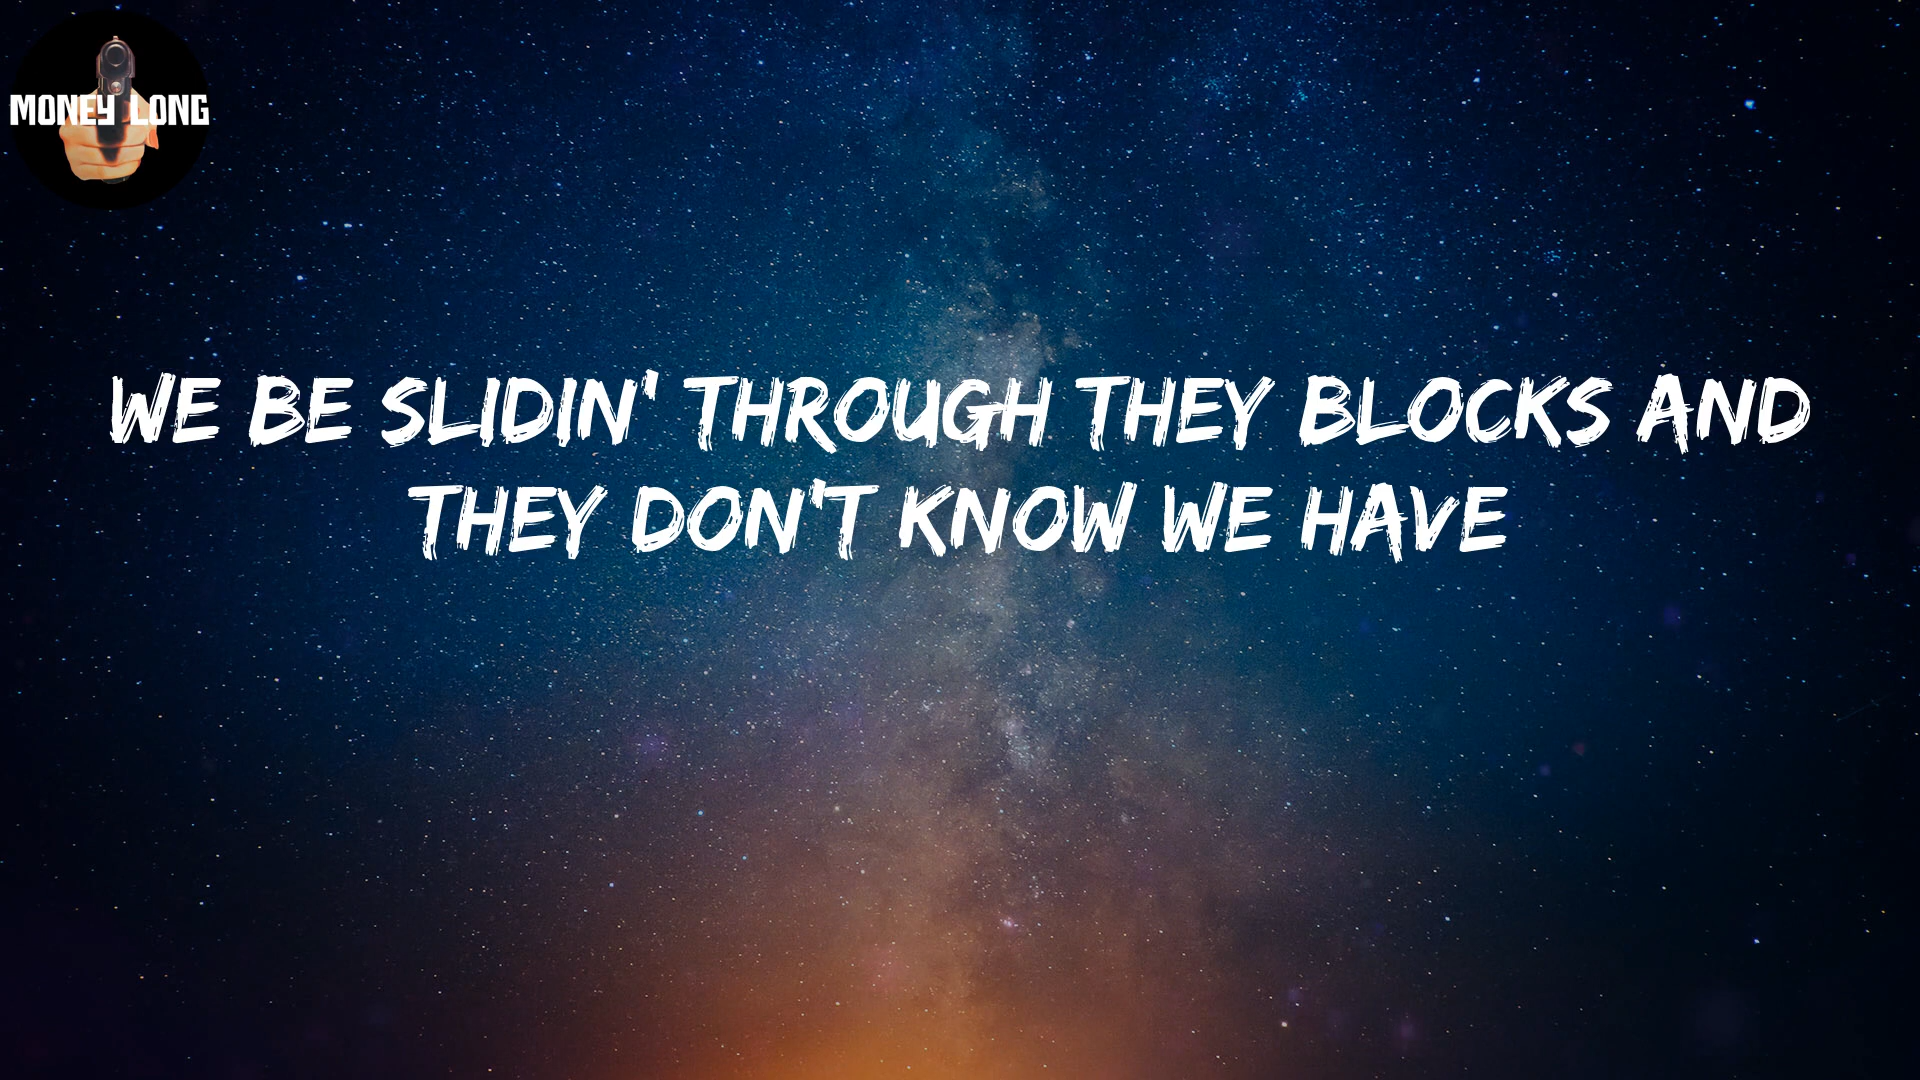 MONEY LONG
WE BE SLIDIN' THROUGH THEY BLOCKS AND
THEY DON'T KNOW WE HAVE